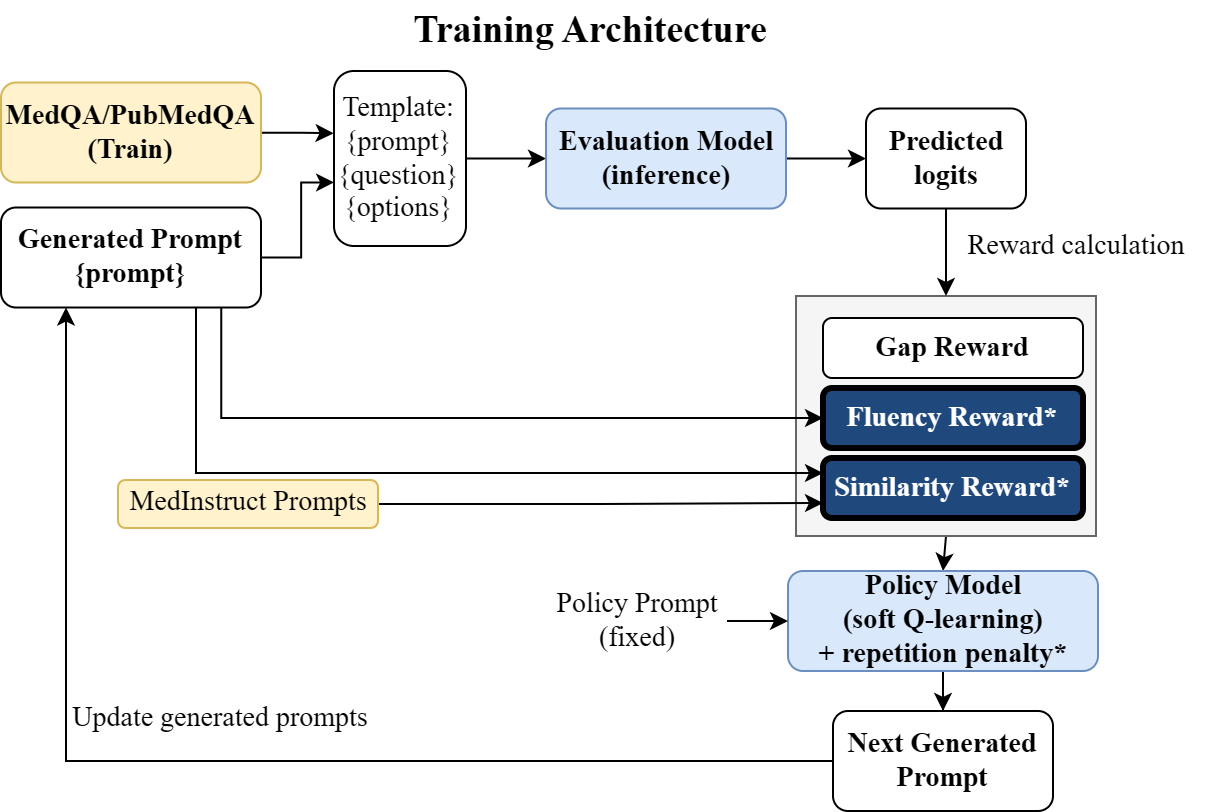 Training Architecture
MedQA/PubMedQA
(Train)
Template:
{prompt}
{question}
{options}
Evaluation Model
(inference)
Predicted
logits
Generated Prompt
{prompt}
Reward calculation
Gap Reward
Fluency Reward*
Similarity Reward*
MedInstruct Prompts
Policy Prompt
(fixed)
Policy Model
(soft Q-learning)
+ repetition penalty*
Update generated prompts
Next Generated
Prompt